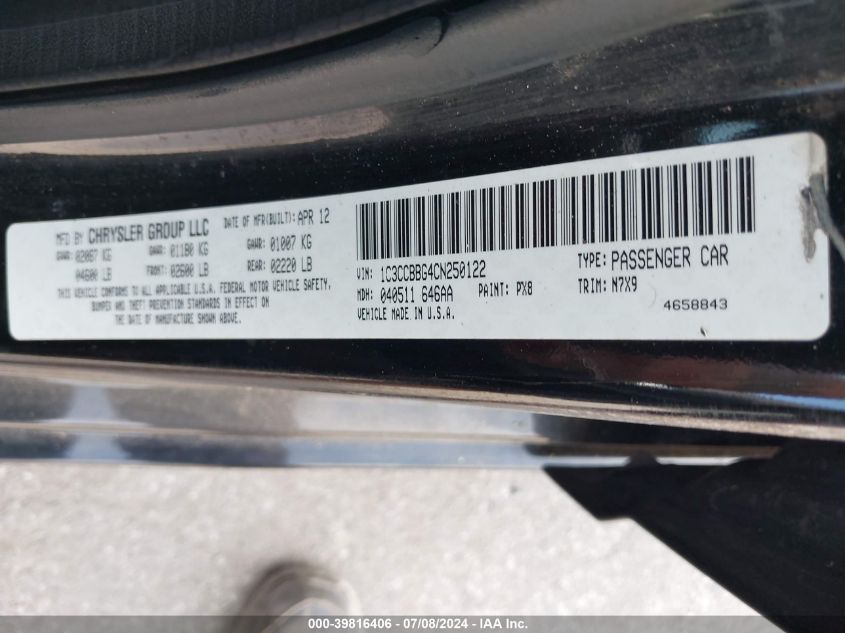 MFD BY CHRYSLER GROUP LLC DATE OF MFR(BUILT): APR 12
GVWR: 02087 KG GAWR: 01180 KG GAWR: 01007 KG
04600 LB FRONT: 02600 LB REAR: 02220 LB
THIS VEHICLE CONFORMS TO ALL APPLICABLE U.S.A. FEDERAL MOTOR VEHICLE SAFETY,
BUMPER AND THEFT PREVENTION STANDARDS IN EFFECT ON
THE DATE OF MANUFACTURE SHOWN ABOVE.
VIN: 1C3CCBBG4CN250122 TYPE: PASSENGER CAR
MDH: 040511 646AA PAINT: PX8 TRIM: N7X9
VEHICLE MADE IN U.S.A. 4658843
000-39816406 - 07/08/2024 - IAA Inc.